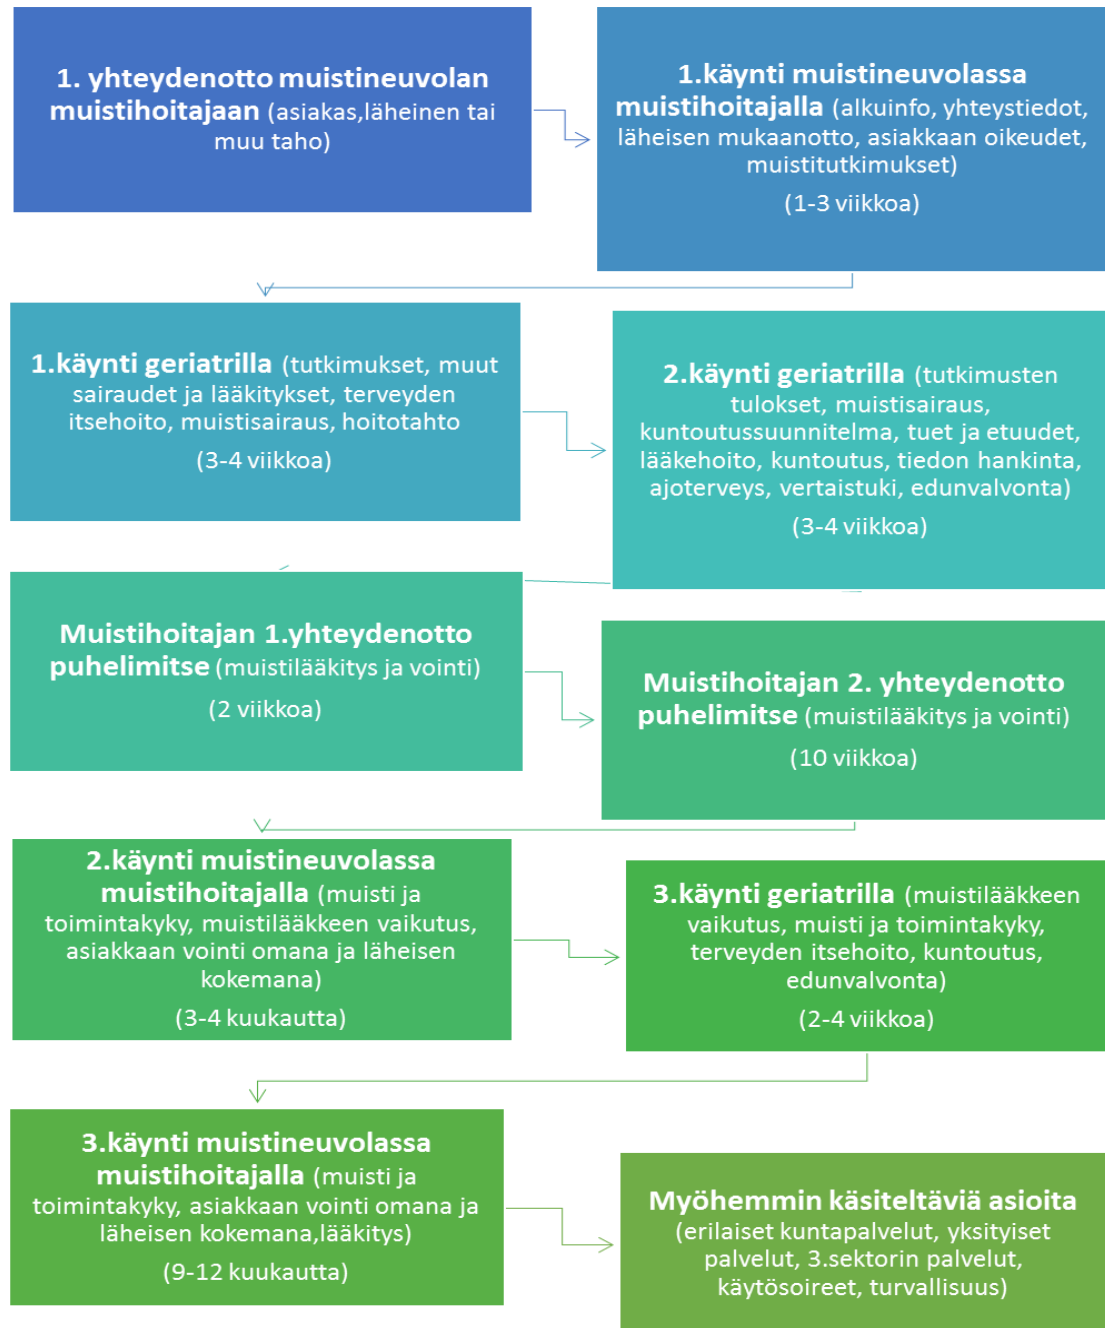 1. yhteydenotto muistineuvolan
muistihoitajaan (asiakas,läheinen tai
muu taho)
1.käynti muistineuvolassa
muistihoitajalla (alkuinfo, yhteystiedot,
läheisen mukaanotto, asiakkaan oikeudet,
muistitutkimukset)
(1-3 viikkoa)
1.käynti geriatrilla (tutkimukset, muut
sairaudet ja lääkitykset, terveyden
itsehoito, muistisairaus, hoitotahto
(3-4 viikkoa)
2.käynti geriatrilla (tutkimusten
tulokset, muistisairaus,
kuntoutussuunnitelma, tuet ja etuudet,
lääkehoito, kuntoutus, tiedon hankinta,
ajoterveys, vertaistuki, edunvalvonta)
(3-4 viikkoa)
Muistihoitajan 1.yhteydenotto
puhelimitse (muistilääkitys ja vointi)
(2 viikkoa)
Muistihoitajan 2. yhteydenotto
puhelimitse (muistilääkitys ja vointi)
(10 viikkoa)
2.käynti muistineuvolassa
muistihoitajalla (muisti ja
toimintakyky, muistilääkkeen vaikutus,
asiakkaan vointi omana ja läheisen
kokemana)
(3-4 kuukautta)
3.käynti geriatrilla (muistilääkkeen
vaikutus, muisti ja toimintakyky,
terveyden itsehoito, kuntoutus,
edunvalvonta)
(2-4 viikkoa)
3.käynti muistineuvolassa
muistihoitajalla (muisti ja
toimintakyky, asiakkaan vointi omana ja
läheisen kokemana,lääkitys)
(9-12 kuukautta)
Myöhemmin käsiteltäviä asioita
(erilaiset kuntapalvelut, yksityiset
palvelut, 3.sektorin palvelut,
käytösoireet, turvallisuus)